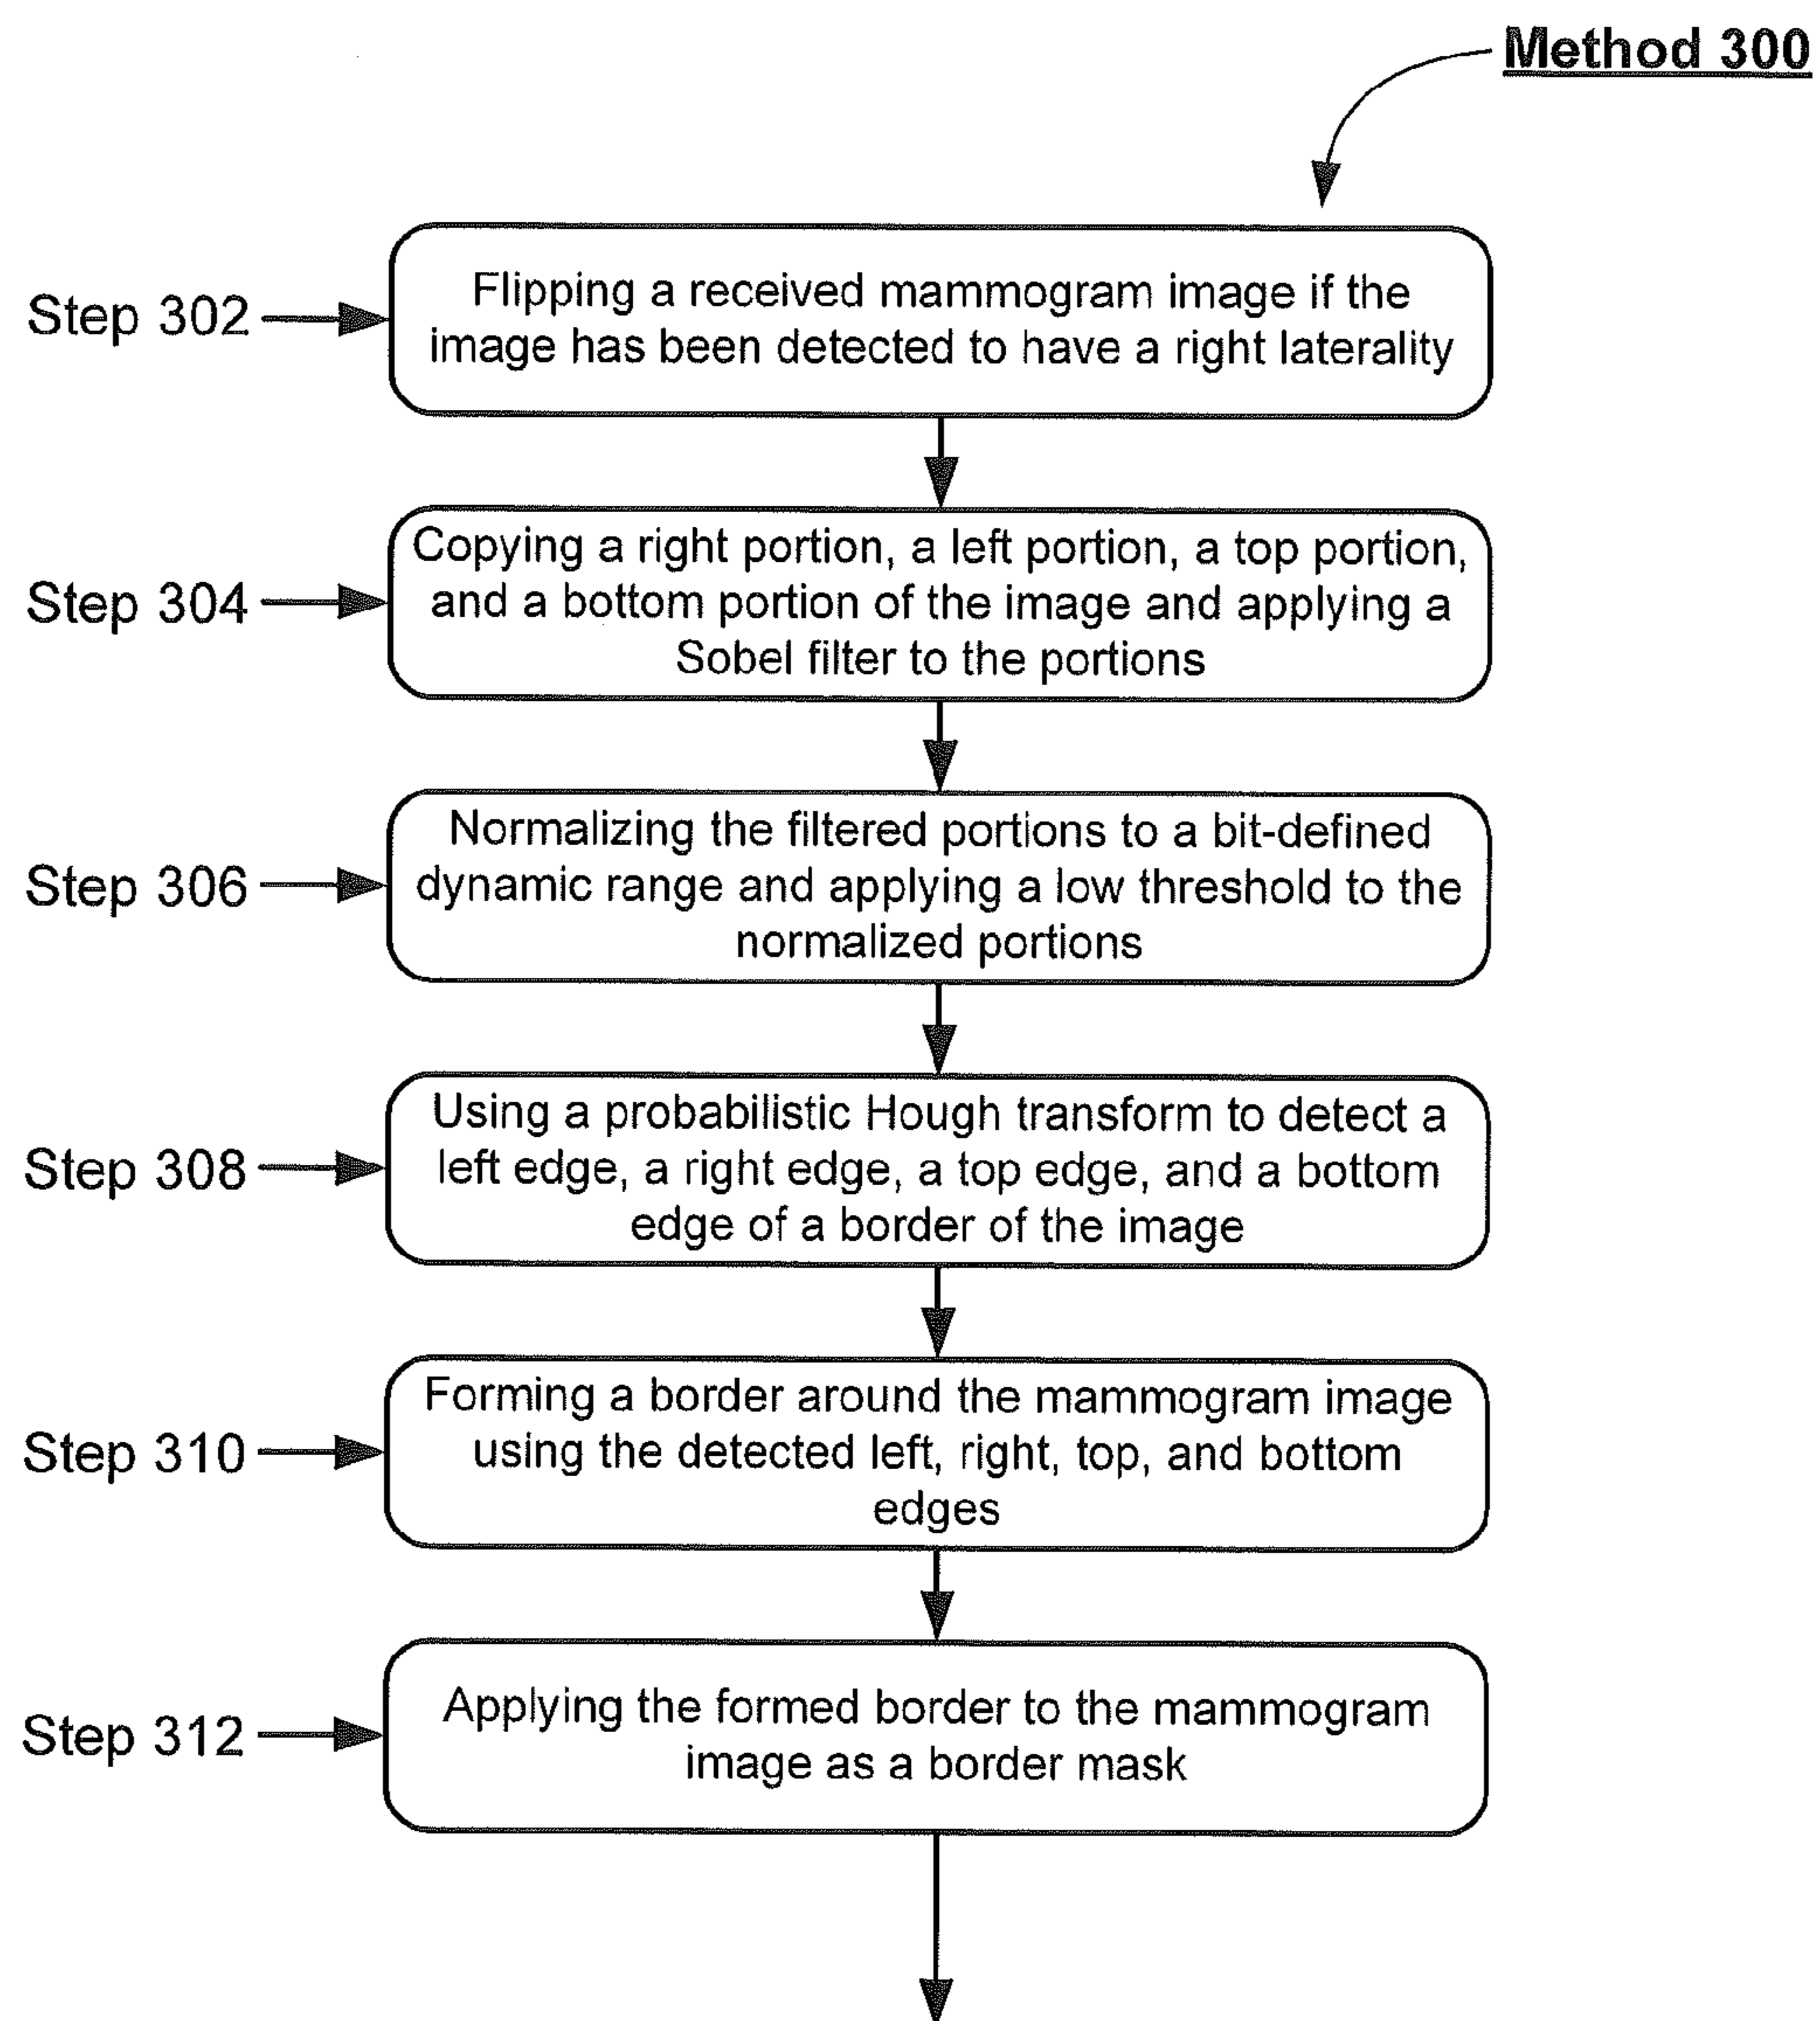 Method 300
Step 302
Flipping a received mammogram image if the
image has been detected to have a right laterality
Step 304
Copying a right portion, a left portion, a top portion,
and a bottom portion of the image and applying a
Sobel filter to the portions
Step 306
Normalizing the filtered portions to a bit-defined
dynamic range and applying a low threshold to the
normalized portions
Step 308
Using a probabilistic Hough transform to detect a
left edge, a right edge, a top edge, and a bottom
edge of a border of the image
Step 310
Forming a border around the mammogram image
using the detected left, right, top, and bottom
edges
Step 312
Applying the formed border to the mammogram
image as a border mask